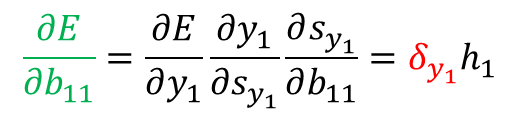 ∂E/∂b₁₁ = ∂E/∂y₁ ∂y₁/∂s_y₁ ∂s_y₁/∂b₁₁ = δ_y₁ h₁